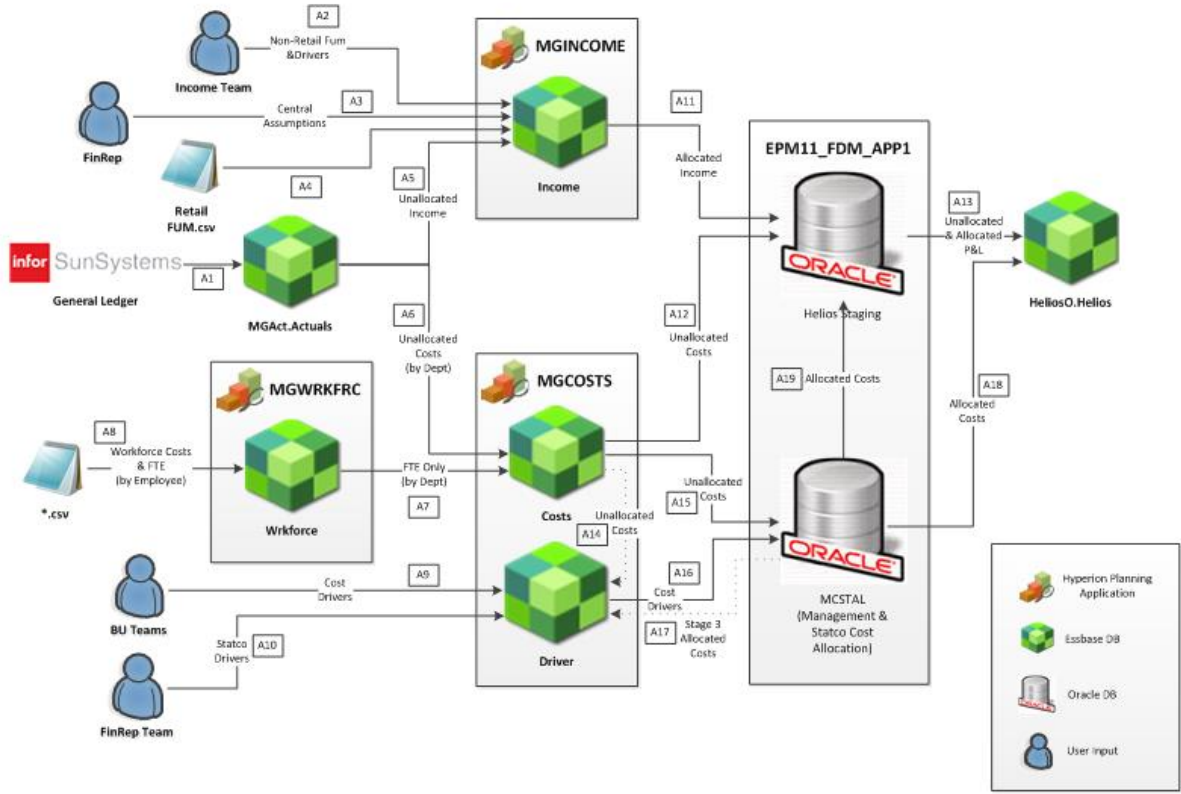 A2
Non-Retail Fum
&Drivers
Income Team
MGINCOME
A3
Central
Assumptions
FinRep
A11
Allocated
Income
EPM11_FDM_APP1
A4
A5
Unallocated
Income
Income
Retail
FUM.csv
A13
Unallocated
& Allocated
P&L
ORACLE
infor SunSystems
A1
General Ledger
MGAct.Actuals
HeliosO.Helios
Helios Staging
A6
Unallocated
Costs
(by Dept)
A12
Unallocated
Costs
MGWRKFRC
MGCOSTS
A19
Allocated Costs
A18
Allocated
Costs
A8
Workforce Costs
& FTE
(by Employee)
*.csv
FTE Only
(by Dept)
A7
Wrkforce
Costs
Unallocated
Costs
A15
Unallocated
Costs
A14
ORACLE
A9
Cost
Drivers
BU Teams
A16
Cost
Drivers
A17
Stage 3
Allocated
Costs
MCSTAL
(Management &
Statco Cost
Allocation)
Statco
Drivers
A10
Driver
FinRep Team
Hyperion Planning
Application
Essbase DB
Oracle DB
ORACLE
User Input